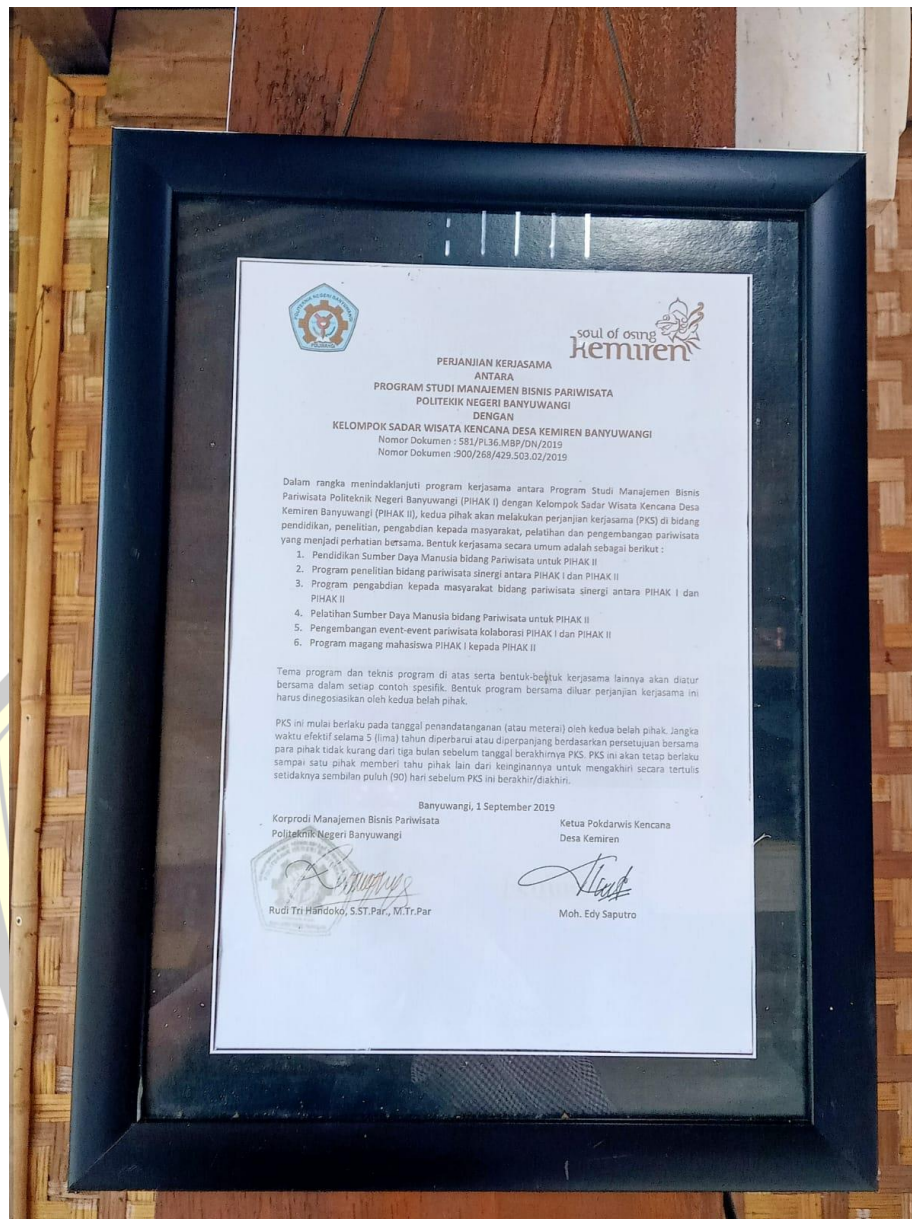 POLITEKNIK NEGERI BANYUWANGI
POLIWANGI
soul of osing
kemiren
PERJANJIAN KERJASAMA
ANTARA
PROGRAM STUDI MANAJEMEN BISNIS PARIWISATA
POLITEKIK NEGERI BANYUWANGI
DENGAN
KELOMPOK SADAR WISATA KENCANA DESA KEMIREN BANYUWANGI
Nomor Dokumen : 581/PL36.MBP/DN/2019
Nomor Dokumen :900/268/429.503.02/2019
Dalam rangka menindaklanjuti program kerjasama antara Program Studi Manajemen Bisnis
Pariwisata Politeknik Negeri Banyuwangi (PIHAK I) dengan Kelompok Sadar Wisata Kencana Desa
Kemiren Banyuwangi (PIHAK II), kedua pihak akan melakukan perjanjian kerjasama (PKS) di bidang
pendidikan, penelitian, pengabdian kepada masyarakat, pelatihan dan pengembangan pariwisata
yang menjadi perhatian bersama. Bentuk kerjasama secara umum adalah sebagai berikut :
1. Pendidikan Sumber Daya Manusia bidang Pariwisata untuk PIHAK II
2. Program penelitian bidang pariwisata sinergi antara PIHAK I dan PIHAK II
3. Program pengabdian kepada masyarakat bidang pariwisata sinergi antara PIHAK I dan
PIHAK II
4. Pelatihan Sumber Daya Manusia bidang Pariwisata untuk PIHAK II
5. Pengembangan event-event pariwisata kolaborasi PIHAK I dan PIHAK II
6. Program magang mahasiswa PIHAK I kepada PIHAK II
Tema program dan teknis program di atas serta bentuk-bentuk kerjasama lainnya akan diatur
bersama dalam setiap contoh spesifik. Bentuk program bersama diluar perjanjian kerjasama ini
harus dinegosiasikan oleh kedua belah pihak.
PKS ini mulai berlaku pada tanggal penandatanganan (atau meterai) oleh kedua belah pihak. Jangka
waktu efektif selama 5 (lima) tahun diperbarui atau diperpanjang berdasarkan persetujuan bersama
para pihak tidak kurang dari tiga bulan sebelum tanggal berakhirnya PKS. PKS ini akan tetap berlaku
sampai satu pihak memberi tahu pihak lain dari keinginannya untuk mengakhiri secara tertulis
setidaknya sembilan puluh (90) hari sebelum PKS ini berakhir/diakhiri.
Banyuwangi, 1 September 2019
Korprodi Manajemen Bisnis Pariwisata
Politeknik Negeri Banyuwangi
Ketua Pokdarwis Kencana
Desa Kemiren
Rudi Tri Handoko, S.ST.Par., M.Tr.Par
Moh. Edy Saputro